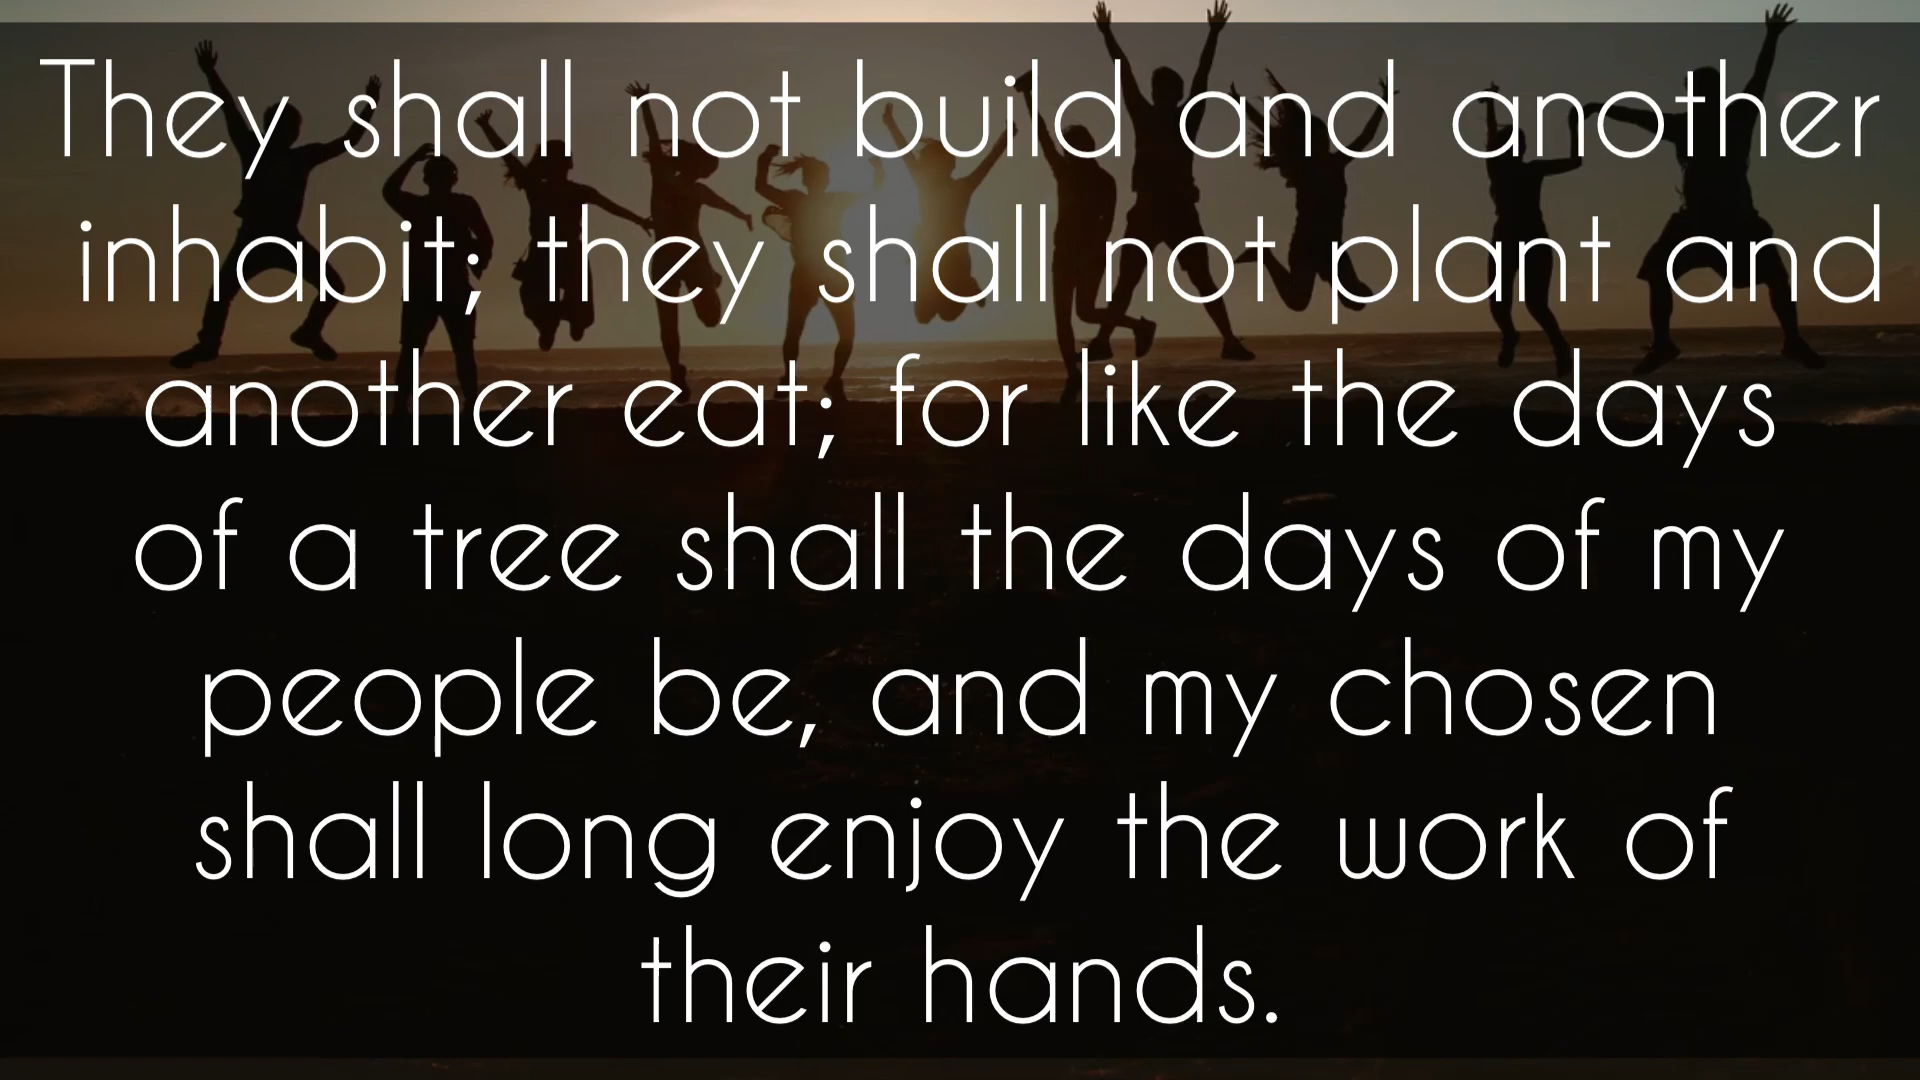 They shall not build and another
inhabit; they shall not plant and
another eat; for like the days
of a tree shall the days of my
people be, and my chosen
shall long enjoy the work of
their hands.